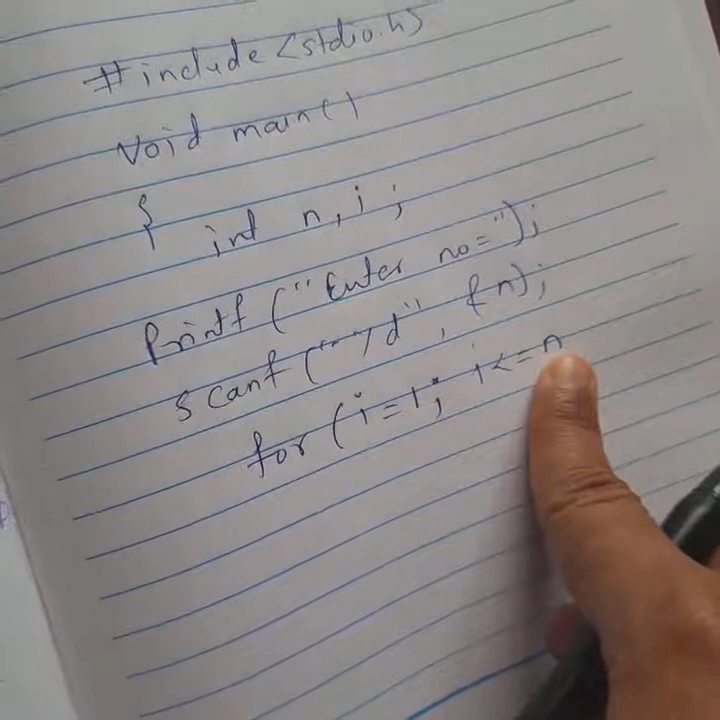 #include <stdio.h>
void main()
{
int n, i ;
Printf ("Enter no=");
scanf ("%d", &n);
for (i=1; i<=n